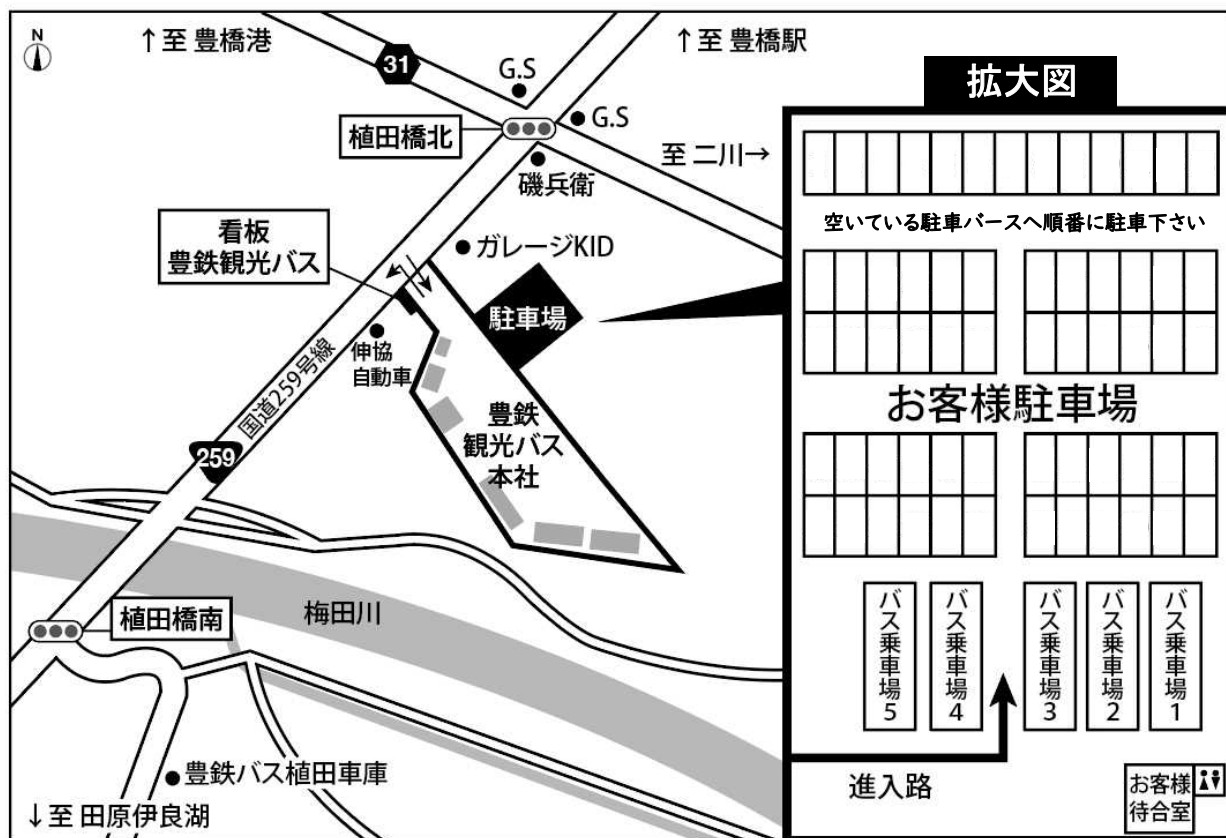 N
↑至 豊橋港
↑至 豊橋駅
31
G.S
G.S
植田橋北
至 二川→
磯兵衛
看板
豊鉄観光バス
ガレージKID
駐車場
伸協
自動車
国道259号線
259
豊鉄
観光バス
本社
梅田川
植田橋南
豊鉄バス植田車庫
↓至 田原伊良湖
拡大図
空いている駐車バースへ順番に駐車下さい
お客様駐車場
バス乗車場5
バス乗車場4
バス乗車場3
バス乗車場2
バス乗車場1
進入路
お客様
待合室